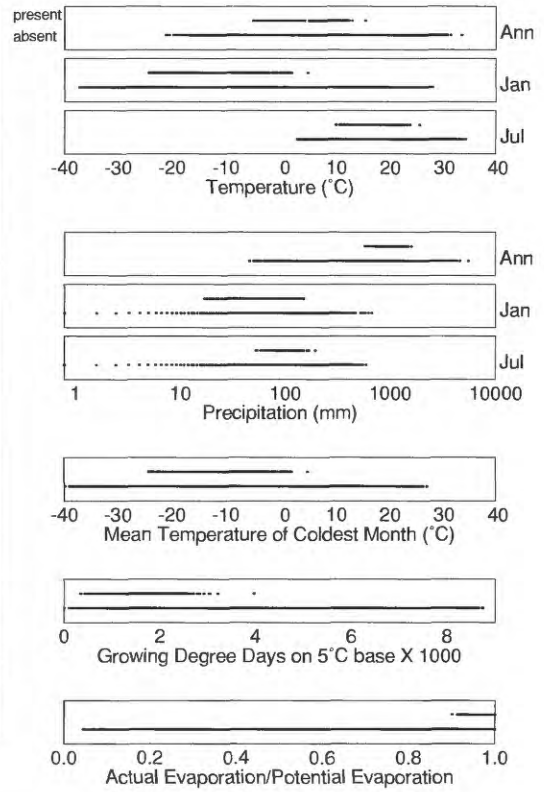 present
absent
Ann
Jan
Jul
-40 -30 -20 -10 0 10 20 30 40
Temperature (°C)
Ann
Jan
Jul
1 10 100 1000 10000
Precipitation (mm)
-40 -30 -20 -10 0 10 20 30 40
Mean Temperature of Coldest Month (°C)
0 2 4 6 8
Growing Degree Days on 5°C base X 1000
0.0 0.2 0.4 0.6 0.8 1.0
Actual Evaporation/Potential Evaporation